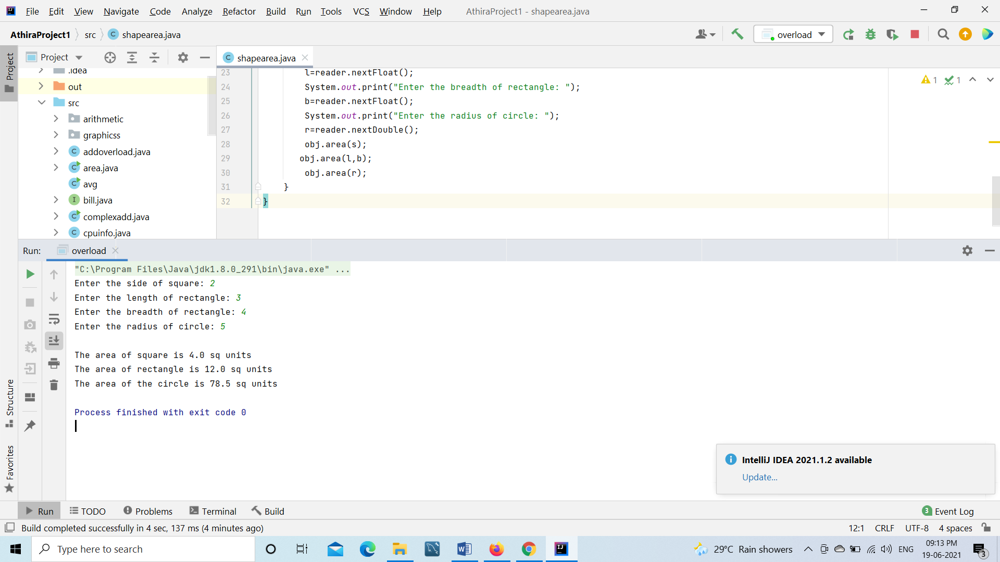 File Edit View Navigate Code Analyze Refactor Build Run Tools VCS Window Help AthiraProject1 - shapearea.java
AthiraProject1 src shapearea.java overload
Project
Project
shapearea.java
.idea
out
src
arithmetic
graphicss
addoverload.java
area.java
avg
bill.java
complexadd.java
cpuinfo.java
23 l=reader.nextFloat();
24 System.out.print("Enter the breadth of rectangle: ");
25 b=reader.nextFloat();
26 System.out.print("Enter the radius of circle: ");
27 r=reader.nextDouble();
28 obj.area(s);
29 obj.area(l,b);
30 obj.area(r);
31 }
32 }
1 1
Run: overload
"C:\Program Files\Java\jdk1.8.0_291\bin\java.exe" ...
Enter the side of square: 2
Enter the length of rectangle: 3
Enter the breadth of rectangle: 4
Enter the radius of circle: 5
The area of square is 4.0 sq units
The area of rectangle is 12.0 sq units
The area of the circle is 78.5 sq units
Process finished with exit code 0
Structure
Favorites
IntelliJ IDEA 2021.1.2 available
Update...
Run TODO Problems Terminal Build 3 Event Log
Build completed successfully in 4 sec, 137 ms (4 minutes ago) 12:1 CRLF UTF-8 4 spaces
Type here to search 29°C Rain showers ENG
09:13 PM
19-06-2021
3